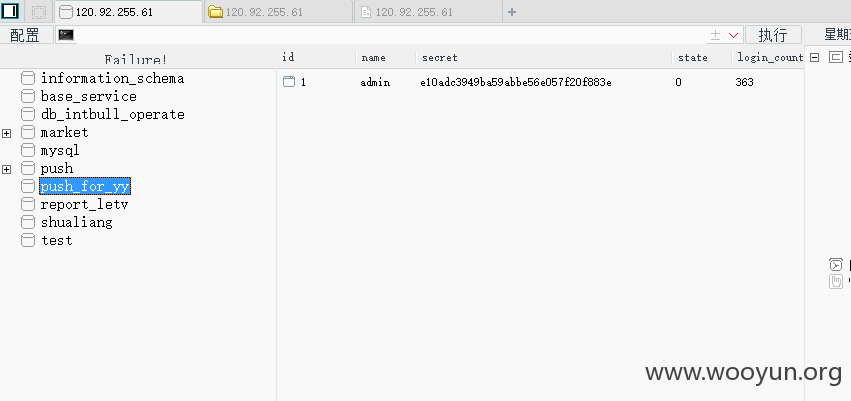 120.92.255.61 120.92.255.61 120.92.255.61
配置 执行
Failure!
information_schema
base_service
db_intbull_operate
market
mysql
push
push_for_yy
report_letv
shualiang
test
id name secret state login_count
1 admin e10adc3949ba59abbe56e057f20f883e 0 363
www.wooyun.org